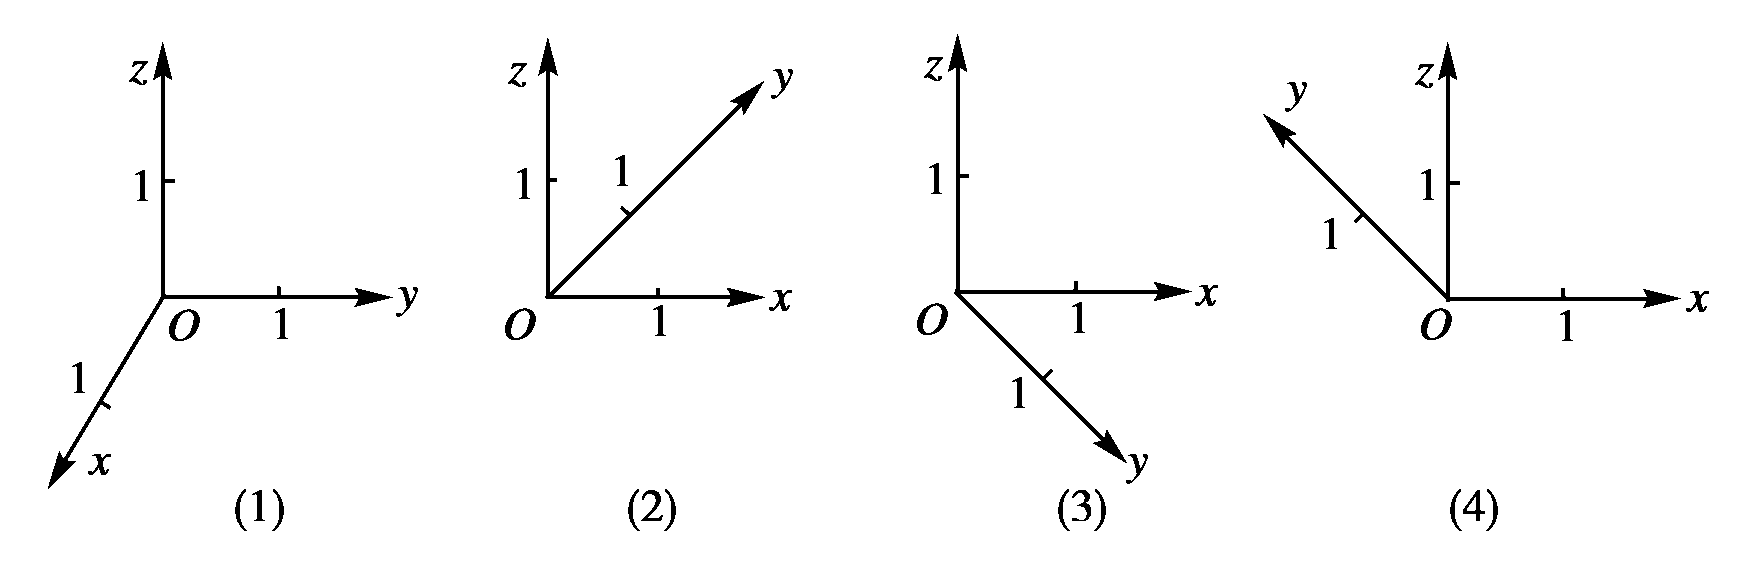 z 1 O 1 y 1 x (1)
z 1 1 y O 1 x (2)
z 1 O 1 x 1 y (3)
y 1 z 1 O 1 x (4)